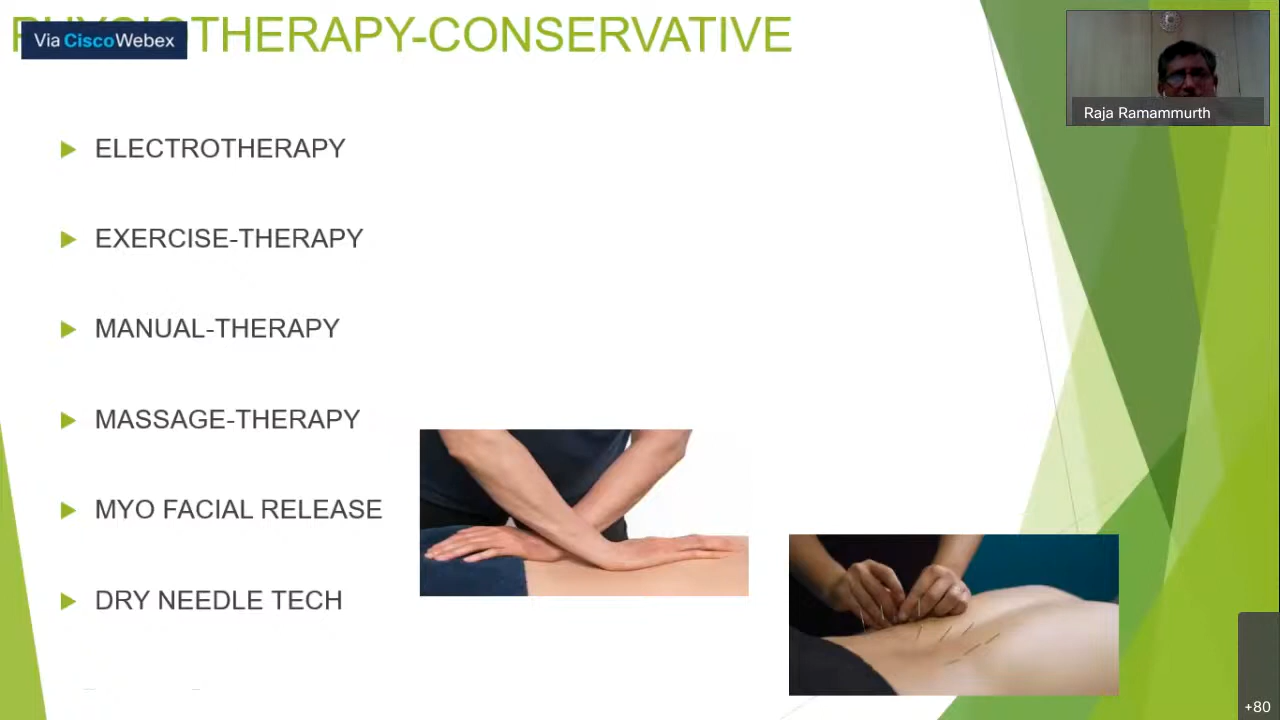 PHYSIOTHERAPY-CONSERVATIVE
Via CiscoWebex
Raja Ramammurth
ELECTROTHERAPY
EXERCISE-THERAPY
MANUAL-THERAPY
MASSAGE-THERAPY
MYO FACIAL RELEASE
DRY NEEDLE TECH
+80